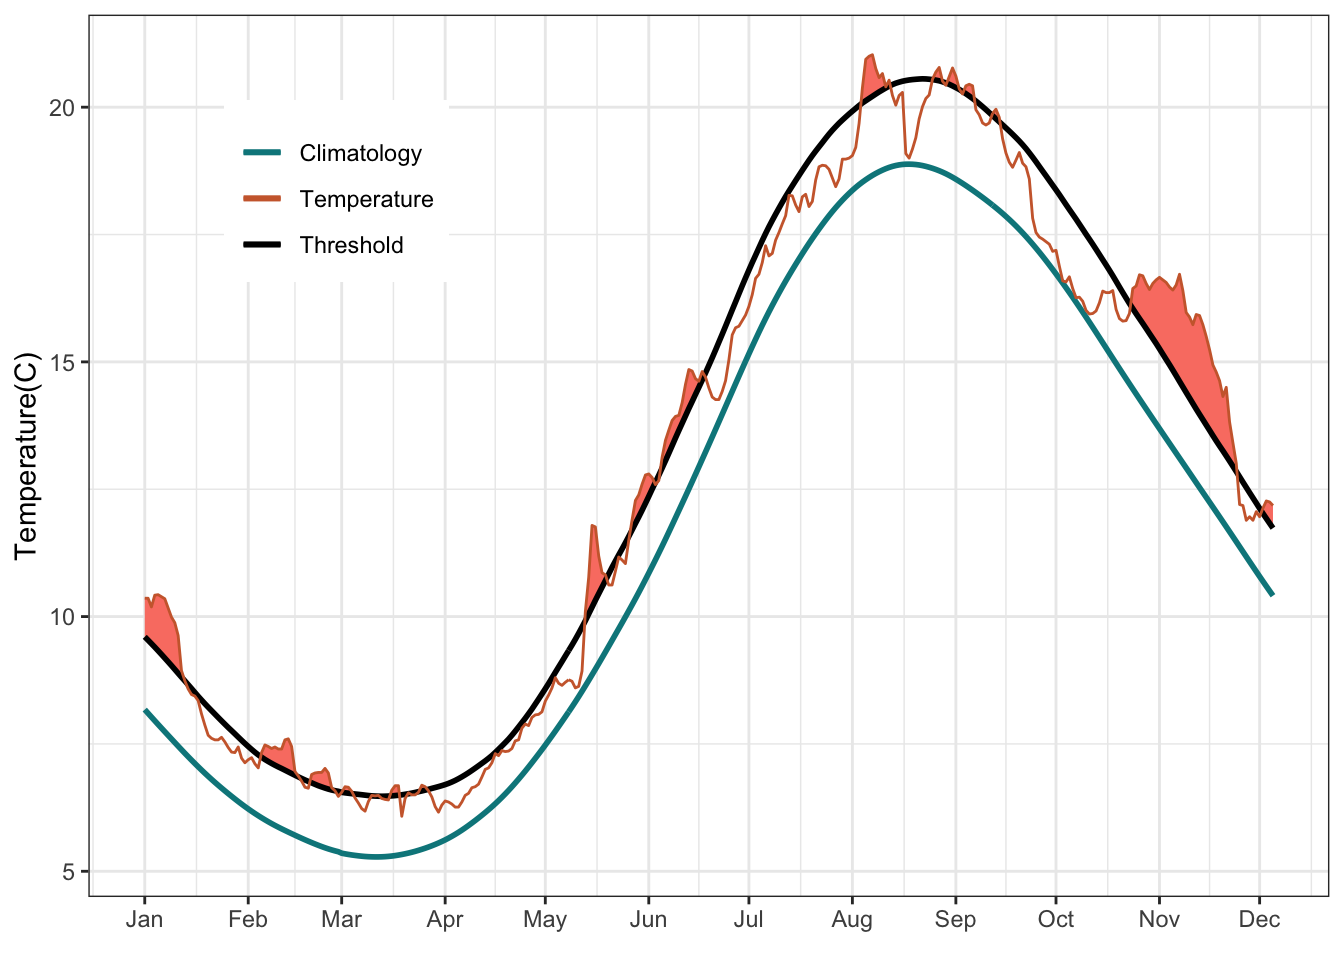 Climatology
Temperature
Threshold
Temperature(C)
20
15
10
5
Jan Feb Mar Apr May Jun Jul Aug Sep Oct Nov Dec